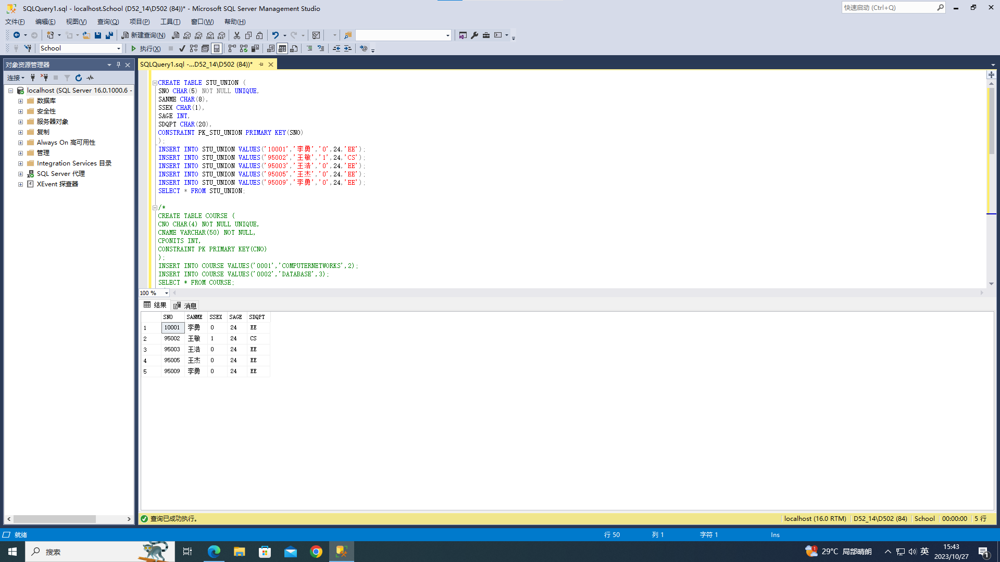 SQLQuery1.sql - localhost.School (D52_14\D502 (84))* - Microsoft SQL Server Management Studio
快速启动 (Ctrl+Q)
文件(F) 编辑(E) 视图(V) 查询(Q) 项目(P) 工具(T) 窗口(W) 帮助(H)
新建查询(N) MDX DMX XMLA DAX
School 执行(X)
对象资源管理器
SQLQuery1.sql -...D52_14\D502 (84))*
连接
localhost (SQL Server 16.0.1000.6 -
数据库
安全性
服务器对象
复制
Always On 高可用性
管理
Integration Services 目录
SQL Server 代理
XEvent 探查器
CREATE TABLE STU_UNION (
SNO CHAR(5) NOT NULL UNIQUE,
SANME CHAR(8),
SSEX CHAR(1),
SAGE INT,
SDQPT CHAR(20),
CONSTRAINT PK_STU_UNION PRIMARY KEY(SNO)
);
INSERT INTO STU_UNION VALUES('10001','李勇','0',24,'EE');
INSERT INTO STU_UNION VALUES('95002','王敏','1',24,'CS');
INSERT INTO STU_UNION VALUES('95003','王浩','0',24,'EE');
INSERT INTO STU_UNION VALUES('95005','王杰','0',24,'EE');
INSERT INTO STU_UNION VALUES('95009','李勇','0',24,'EE');
SELECT * FROM STU_UNION;
/*
CREATE TABLE COURSE (
CNO CHAR(4) NOT NULL UNIQUE,
CNAME VARCHAR(50) NOT NULL,
CPONITS INT,
CONSTRAINT PK PRIMARY KEY(CNO)
);
INSERT INTO COURSE VALUES('0001','COMPUTERNETWORKS',2);
INSERT INTO COURSE VALUES('0002','DATABASE',3);
SELECT * FROM COURSE;
100 %
结果 消息
SNO SANME SSEX SAGE SDQPT
1 10001 李勇 0 24 EE
2 95002 王敏 1 24 CS
3 95003 王浩 0 24 EE
4 95005 王杰 0 24 EE
5 95009 李勇 0 24 EE
查询已成功执行。 localhost (16.0 RTM) D52_14\D502 (84) School 00:00:00 5 行
就绪 行 50 列 1 字符 1 Ins
搜索 1 29°C 局部晴朗 英 15:43
2023/10/27 1